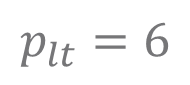 p_{lt} = 6